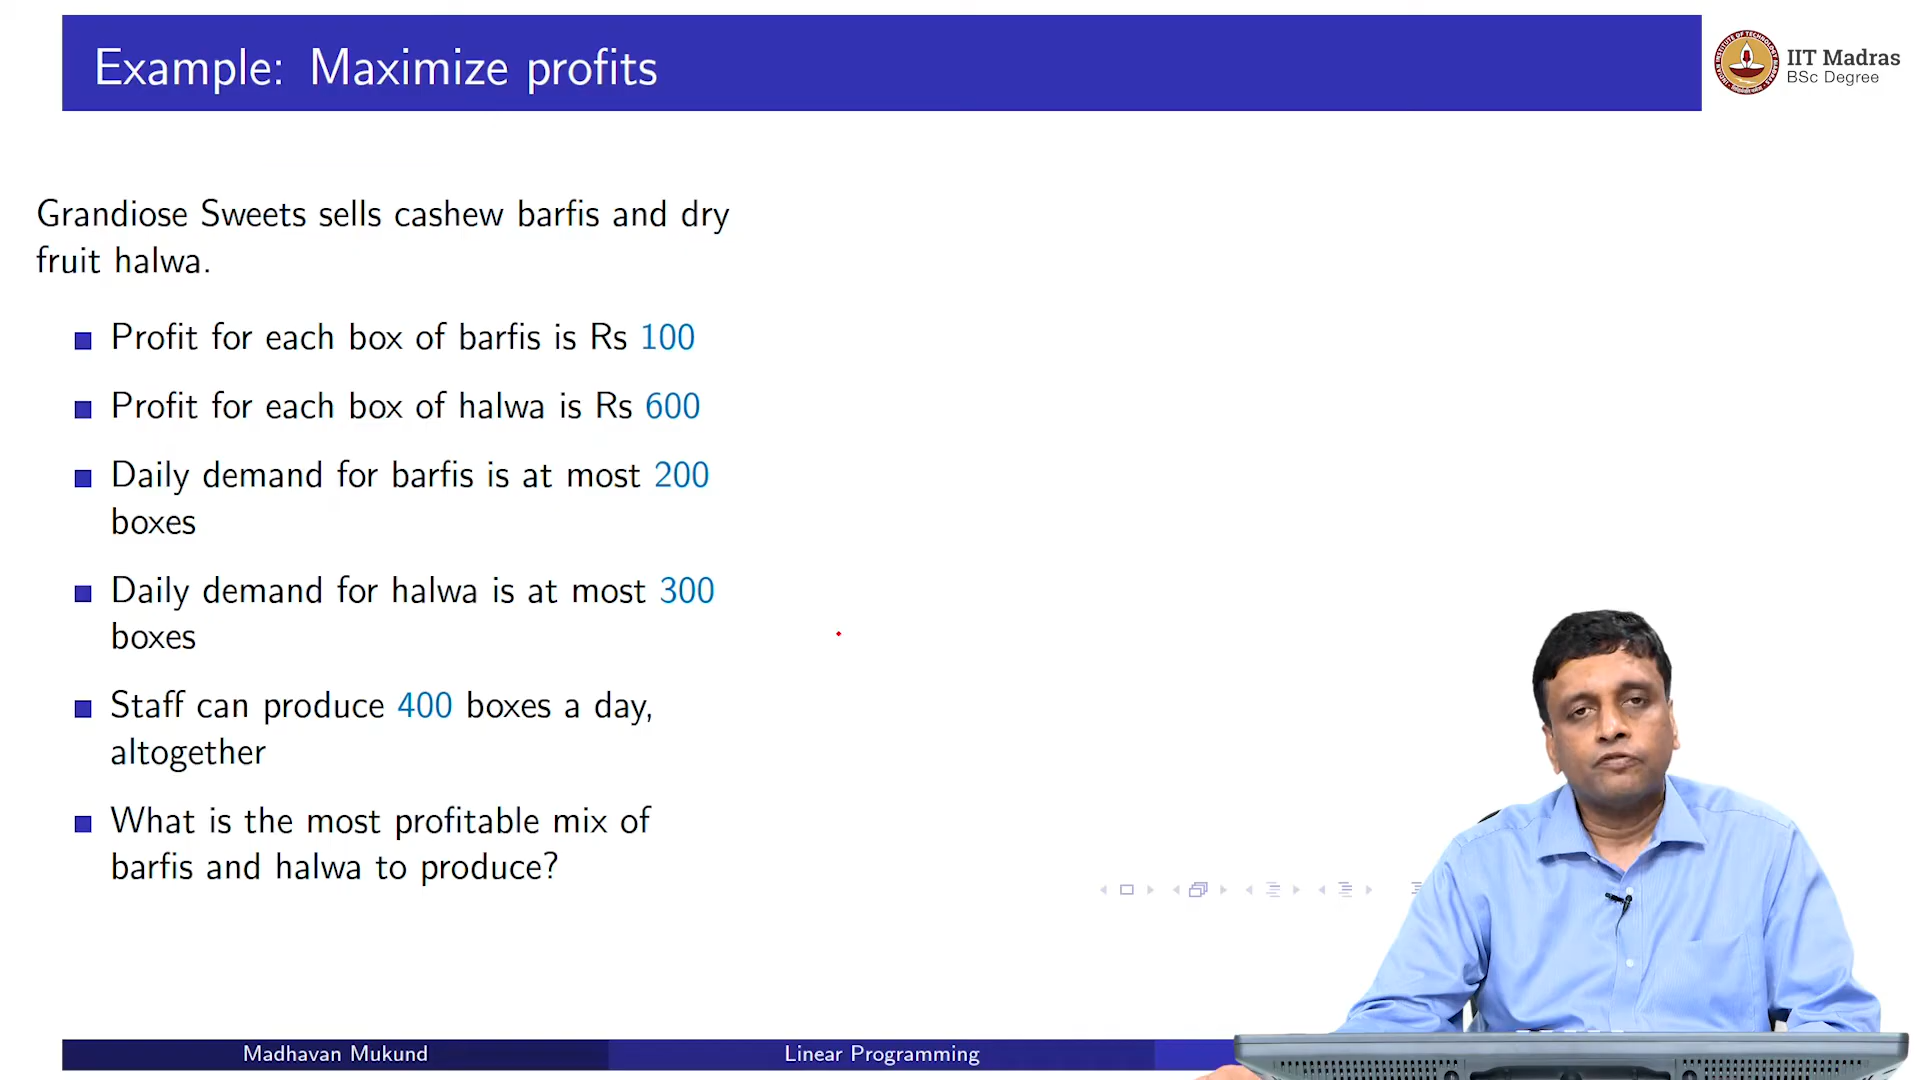 Example: Maximize profits
IIT Madras
BSc Degree
Grandiose Sweets sells cashew barfis and dry
fruit halwa.
Profit for each box of barfis is Rs 100
Profit for each box of halwa is Rs 600
Daily demand for barfis is at most 200
boxes
Daily demand for halwa is at most 300
boxes
Staff can produce 400 boxes a day,
altogether
What is the most profitable mix of
barfis and halwa to produce?
Madhavan Mukund
Linear Programming